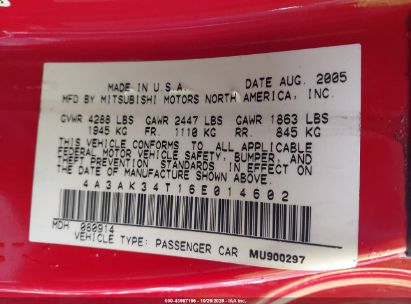 MADE IN U.S.A. DATE AUG. 2005
MFD BY MITSUBISHI MOTORS NORTH AMERICA, INC.
GVWR 4288 LBS GAWR 2447 LBS GAWR 1863 LBS
1945 KG FR. 1110 KG RR. 845 KG
THIS VEHICLE CONFORMS TO ALL APPLICABLE
FEDERAL MOTOR VEHICLE SAFETY, BUMPER, AND
THEFT PREVENTION STANDARDS IN EFFECT ON
THE DATE OF MANUFACTURE SHOWN ABOVE.
4A3AK34T16E014602
MDH 080914
VEHICLE TYPE: PASSENGER CAR MU900297